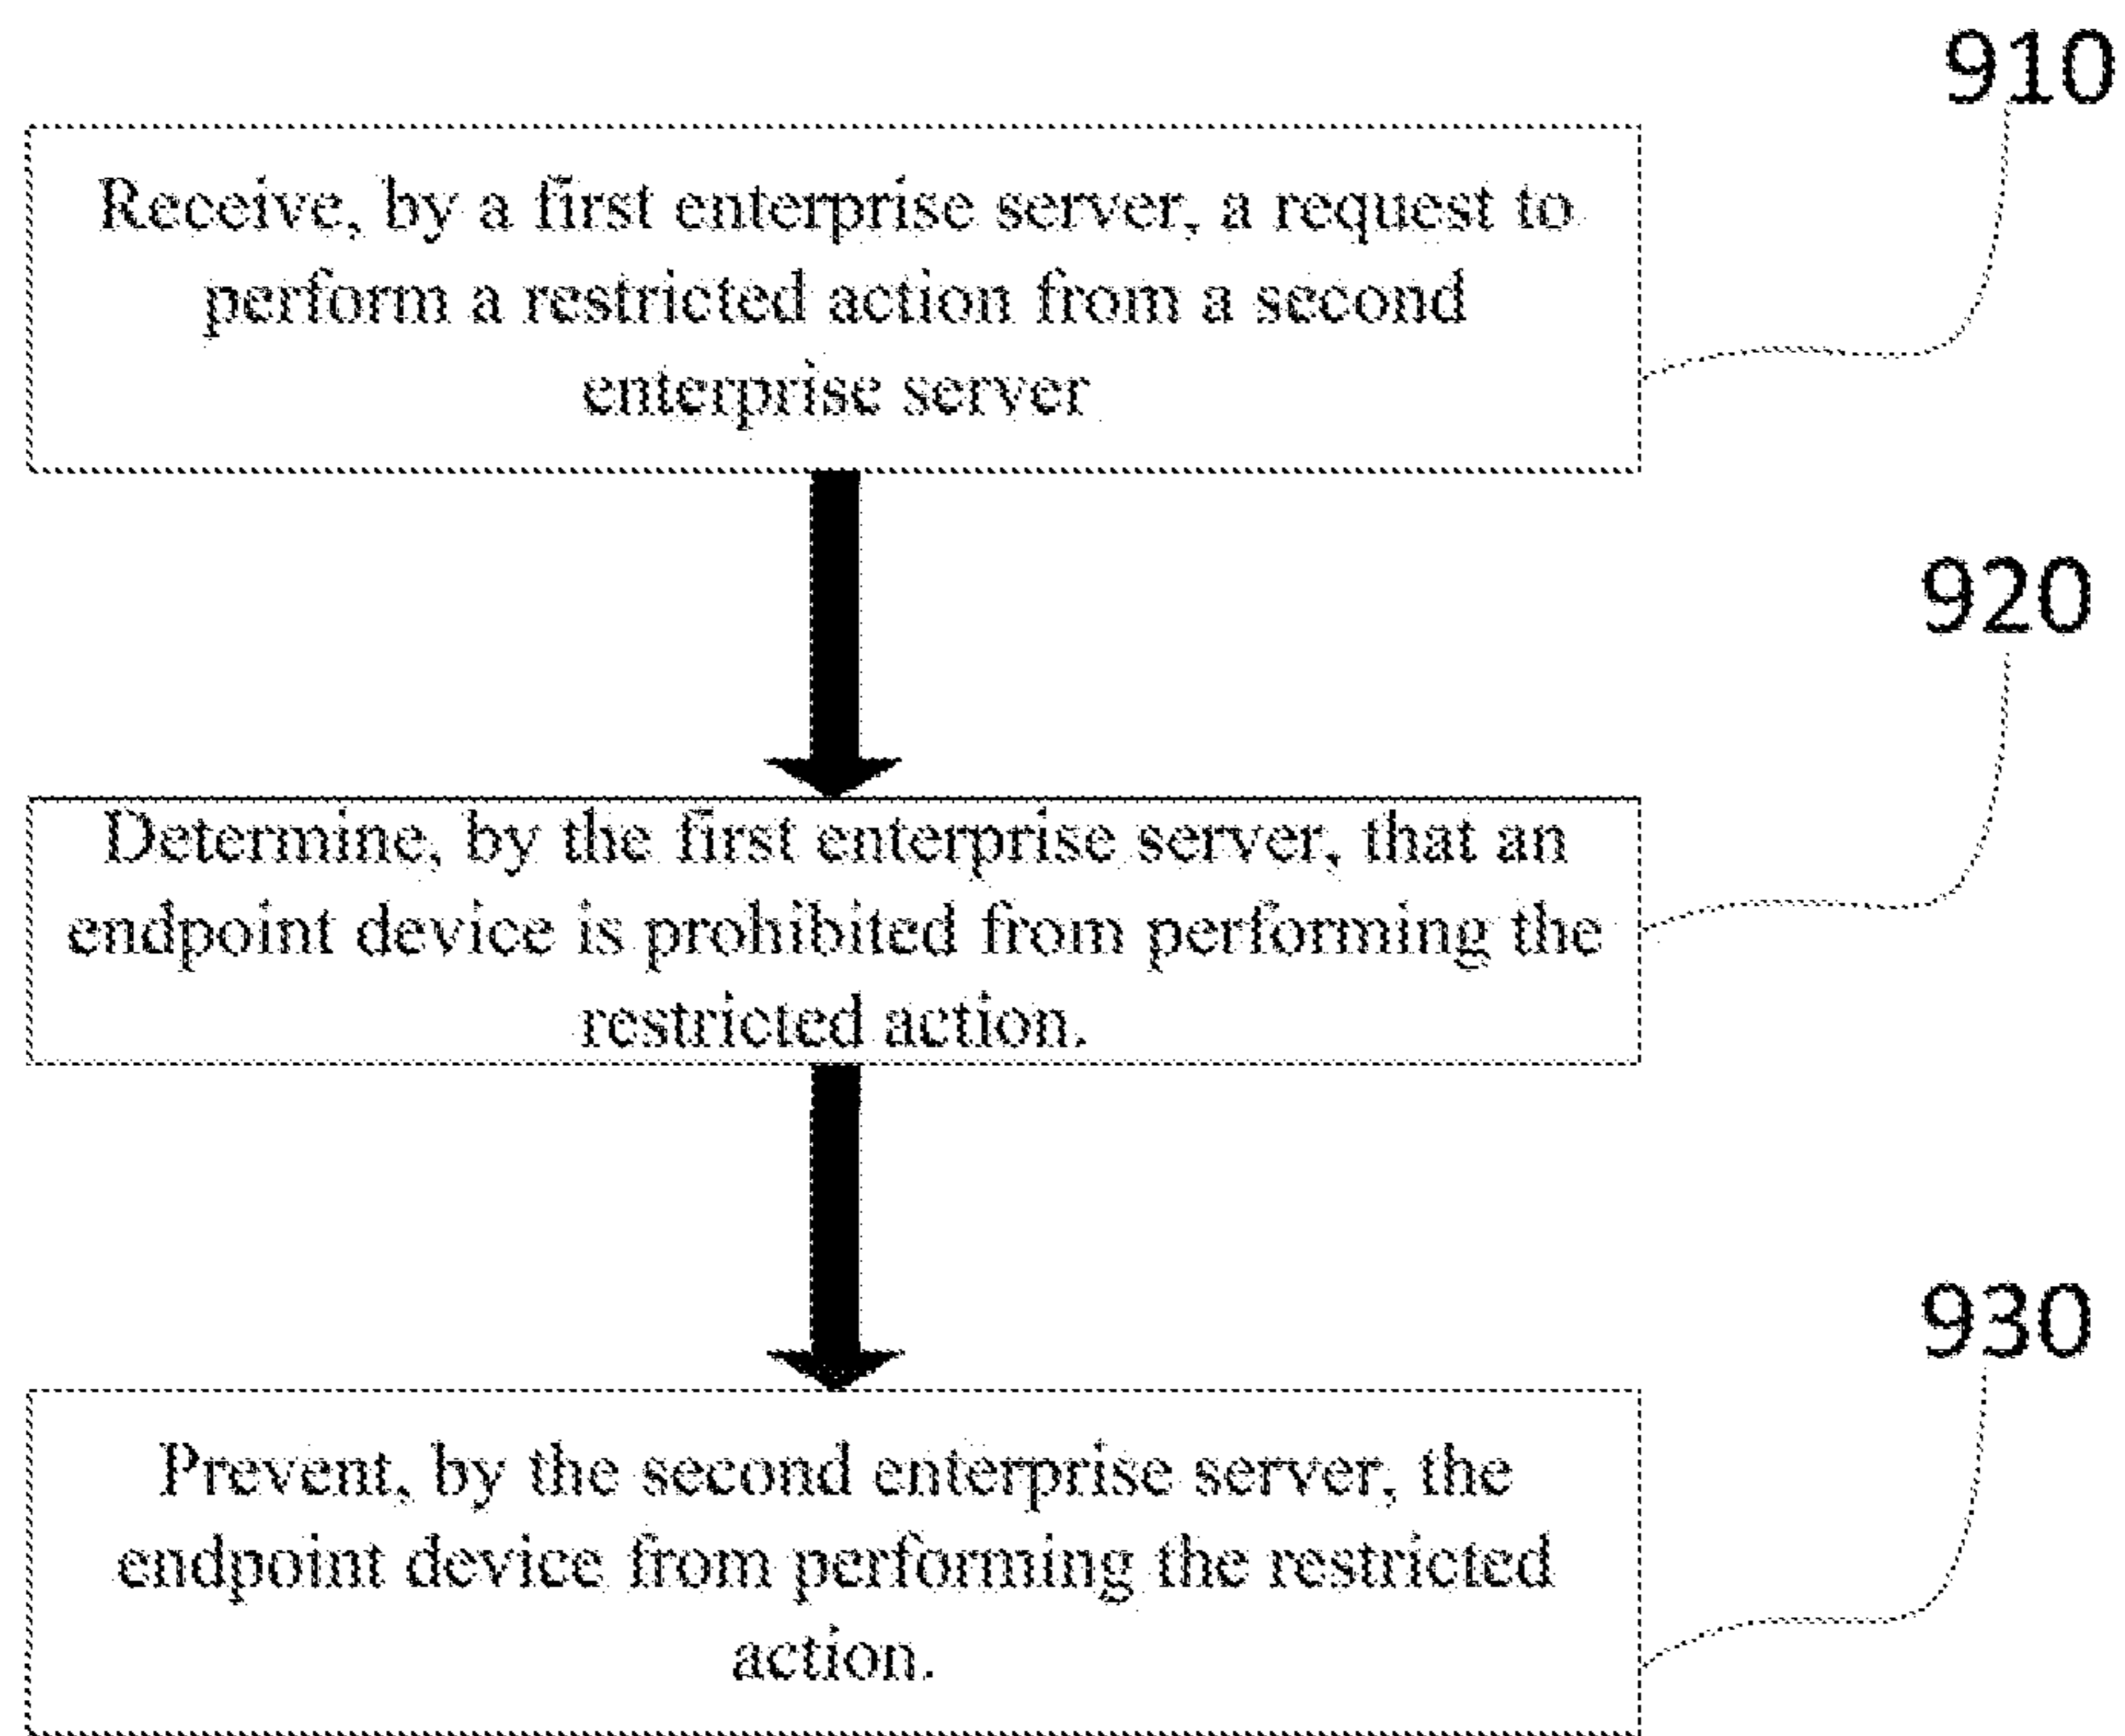 910
Receive, by a first enterprise server, a request to
perform a restricted action from a second
enterprise server
920
Determine, by the first enterprise server, that an
endpoint device is prohibited from performing the
restricted action.
930
Prevent, by the second enterprise server, the
endpoint device from performing the restricted
action.